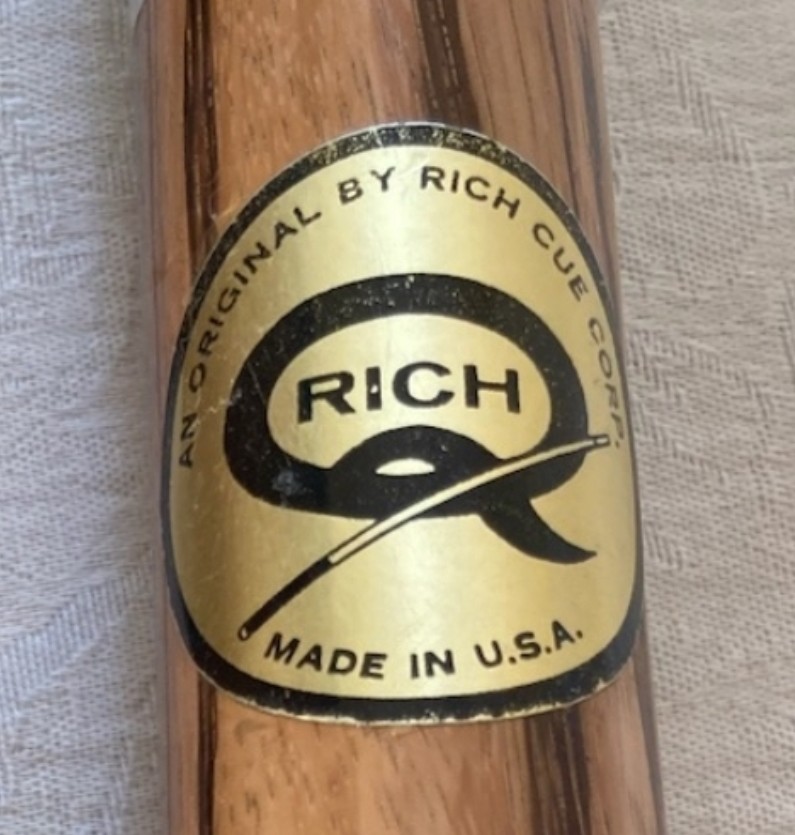 AN ORIGINAL BY RICH CUE CORP.
RICH
MADE IN U.S.A.